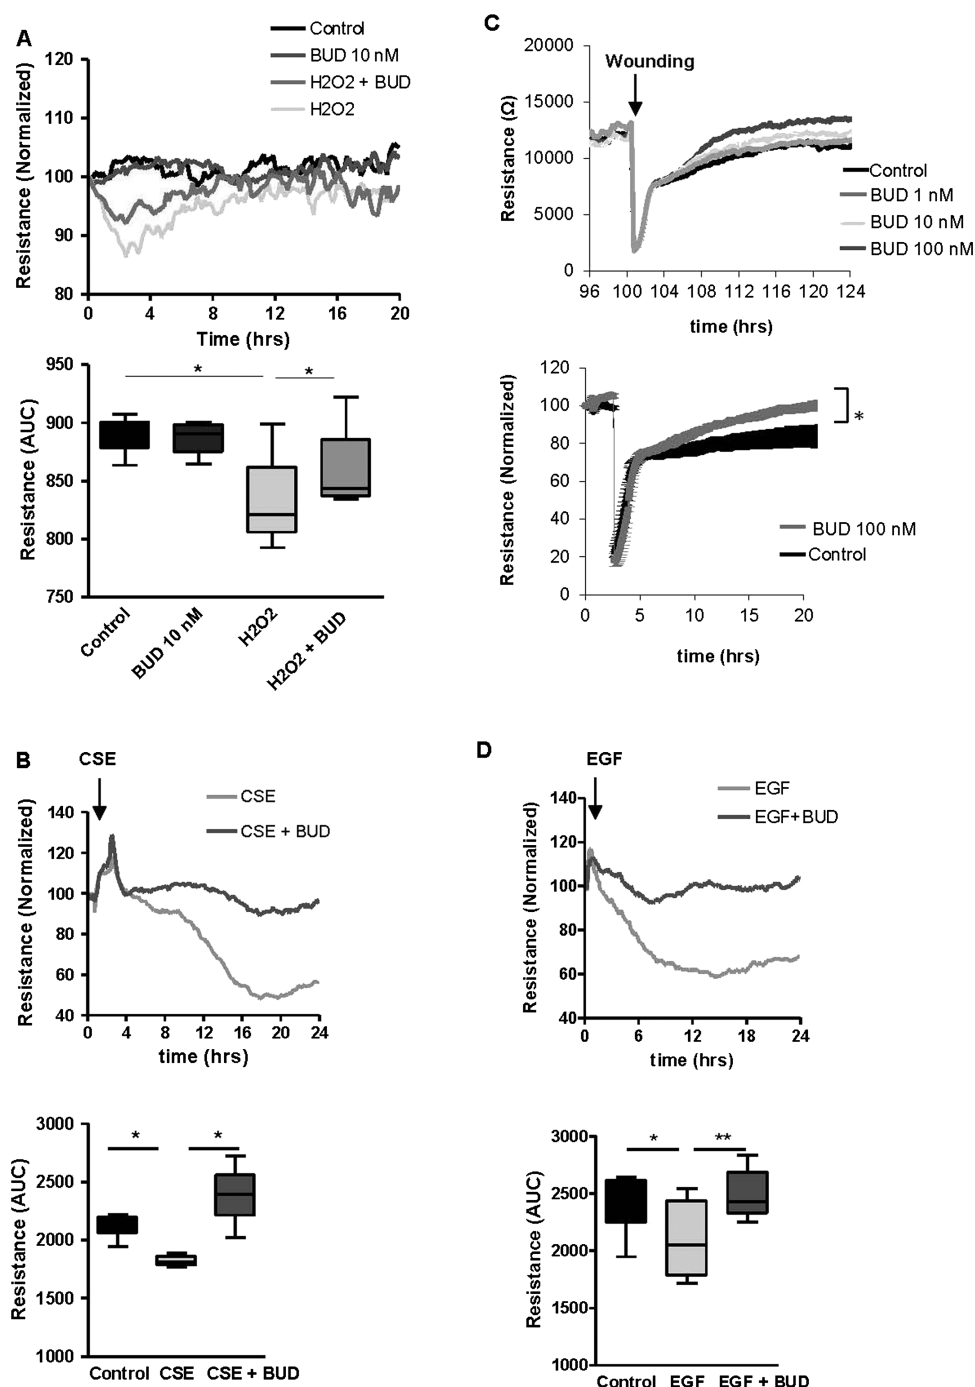 A
Control
BUD 10 nM
H2O2 + BUD
H2O2
Resistance (Normalized)
120
110
100
90
80
0
4
8
12
16
20
Time (hrs)
Resistance (AUC)
950
900
850
800
750
*
*
Control
BUD 10 nM
H2O2
H2O2 + BUD
C
Wounding
Resistance (Ω)
20000
15000
10000
5000
0
96 100 104 108 112 116 120 124
time (hrs)
Control
BUD 1 nM
BUD 10 nM
BUD 100 nM
Resistance (Normalized)
120
100
80
60
40
20
0
0
5
10
15
20
time (hrs)
*
BUD 100 nM
Control
B
CSE
CSE
CSE + BUD
Resistance (Normalized)
140
120
100
80
60
40
0 4 8 12 16 20 24
time (hrs)
Resistance (AUC)
3000
2500
2000
1500
1000
*
*
Control CSE CSE + BUD
D
EGF
EGF
EGF+BUD
Resistance (Normalized)
140
120
100
80
60
40
0 6 12 18 24
time (hrs)
Resistance (AUC)
3000
2500
2000
1500
1000
*
**
Control EGF EGF + BUD